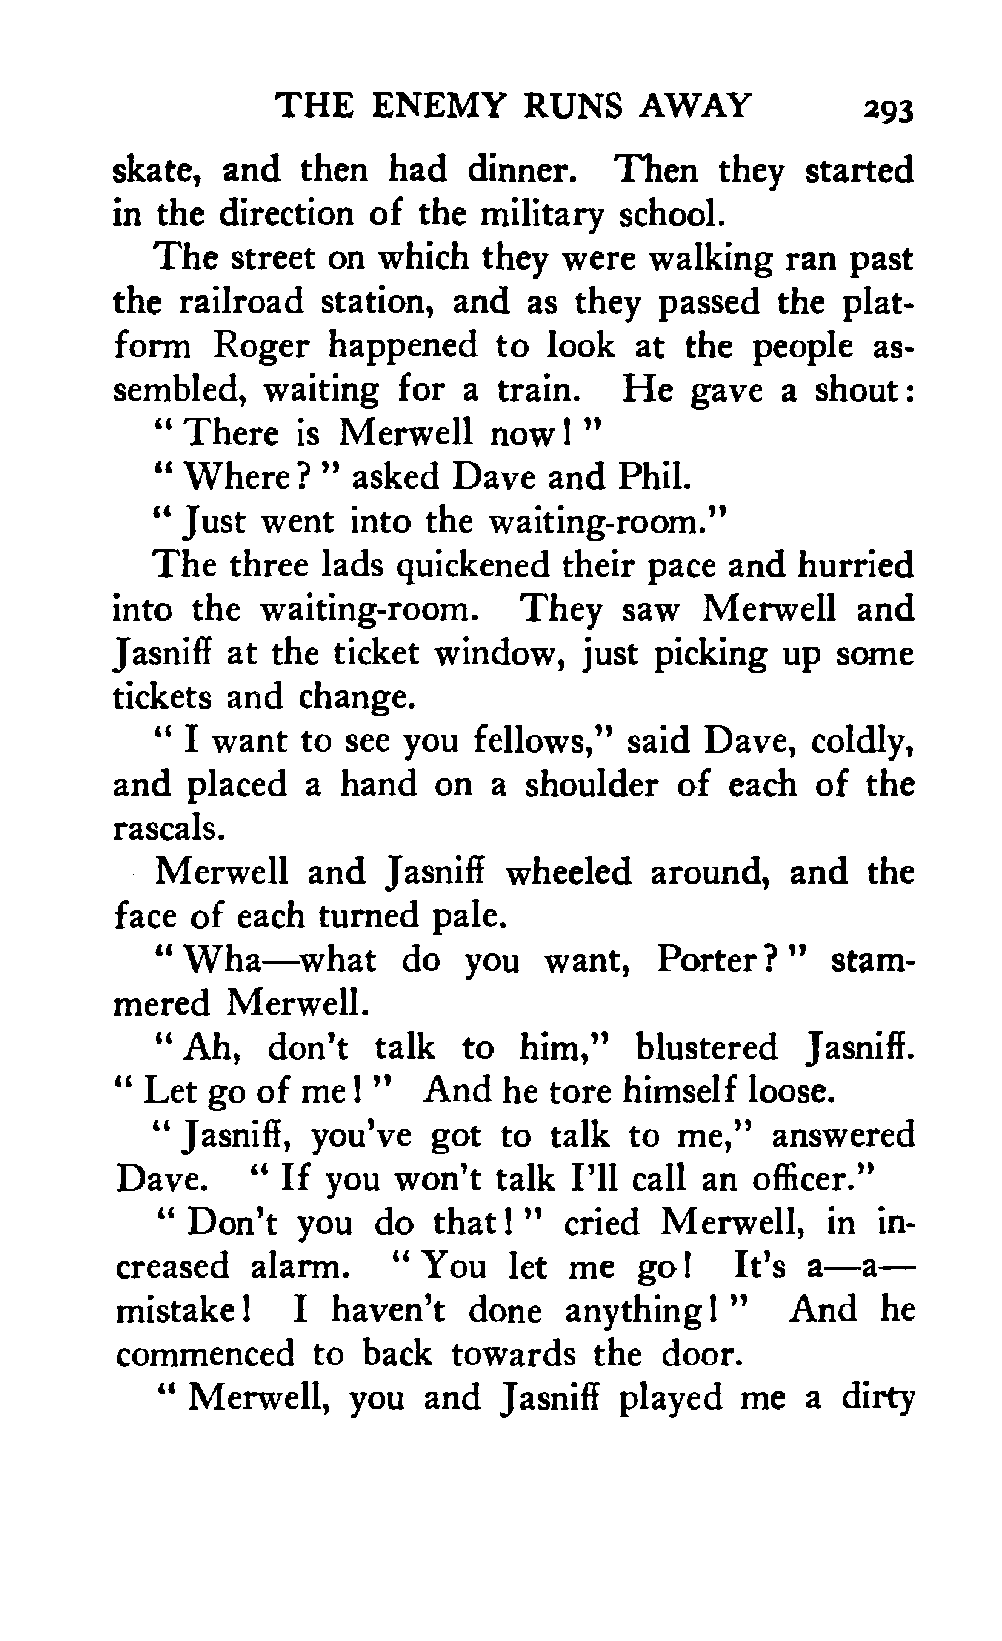 THE ENEMY RUNS AWAY 293
skate, and then had dinner. Then they started
in the direction of the military school.
The street on which they were walking ran past
the railroad station, and as they passed the plat-
form Roger happened to look at the people as-
sembled, waiting for a train. He gave a shout:
“ There is Merwell now! ”
“ Where? ” asked Dave and Phil.
“ Just went into the waiting-room.”
The three lads quickened their pace and hurried
into the waiting-room. They saw Merwell and
Jasniff at the ticket window, just picking up some
tickets and change.
“ I want to see you fellows,” said Dave, coldly,
and placed a hand on a shoulder of each of the
rascals.
Merwell and Jasniff wheeled around, and the
face of each turned pale.
“ Wha—what do you want, Porter? ” stam-
mered Merwell.
“ Ah, don’t talk to him,” blustered Jasniff.
“ Let go of me! ” And he tore himself loose.
“ Jasniff, you’ve got to talk to me,” answered
Dave. “ If you won’t talk I’ll call an officer.”
“ Don’t you do that! ” cried Merwell, in in-
creased alarm. “ You let me go! It’s a—a—
mistake! I haven’t done anything! ” And he
commenced to back towards the door.
“ Merwell, you and Jasniff played me a dirty